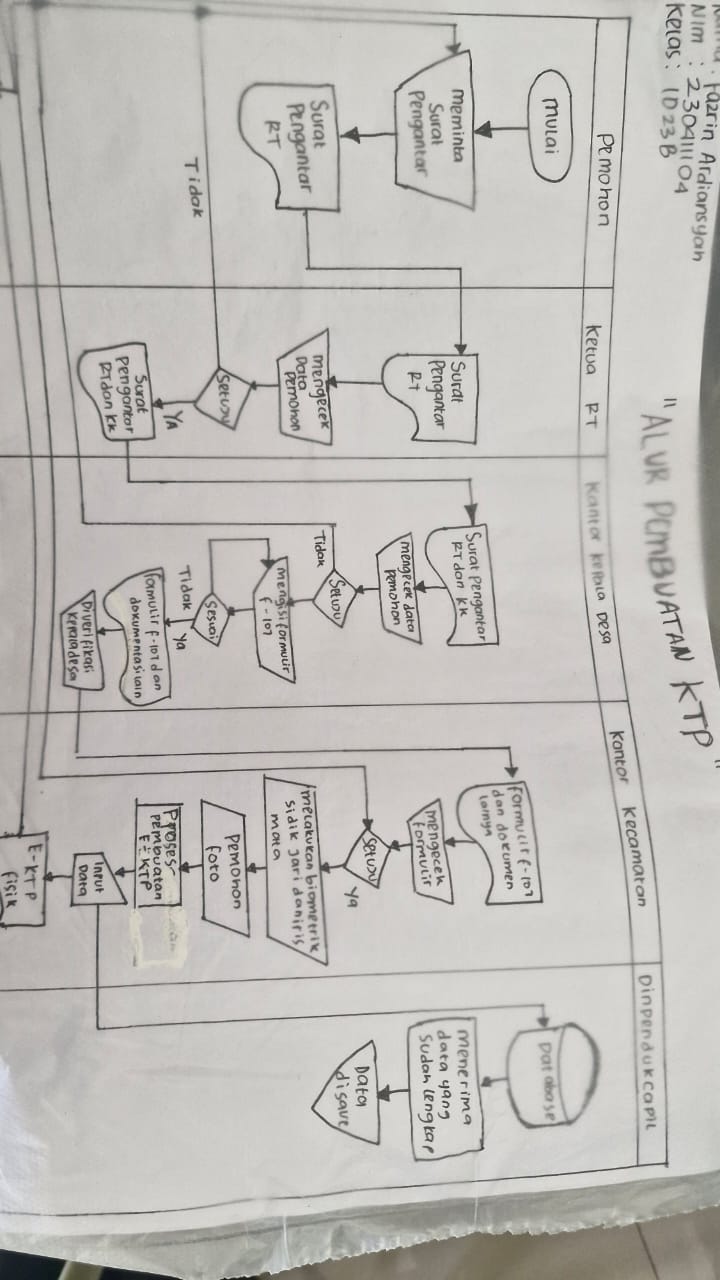 : Fazrin Ardiansyah
Nim : 230411104
Kelas : 1D23B
"ALUR PEMBUATAN KTP"
Pemohon
Ketua RT
Kantor kepala Desa
Kantor Kecamatan
Dinpendukcapil
Mulai
Meminta
Surat
Pengantar
Surat
Pengantar
RT
Surat
Pengantar
RT
Mengecek
Data
Pemohon
Setuju
Tidak
YA
Surat
Pengantar
RT dan KK
Surat Pengantar
RT dan KK
Mengecek data
Pemohon
Setuju
Tidak
Mengisi formulir
f-107
Sesuai
Tidak
Ya
formulir f-107 dan
dokumentasi lain
Diverifikasi
kepala desa
formulir f-107
dan dokumen
lainya
Mengecek
formulir
Setuju
Ya
melakukan biometrik
sidik jari dan iris
mata
Pemohon
foto
Proses
pembuatan
E-KTP
Input
Data
E-KTP
fisik
Database
menerima
data yang
sudah lengkap
Data
disave